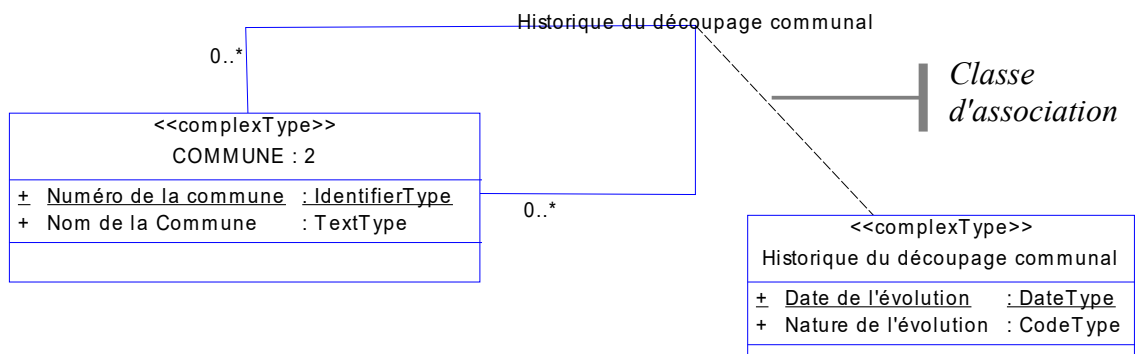 Historique du découpage communal
0..*
Classe
d'association
<<complexType>>
COMMUNE : 2
+ Numéro de la commune : IdentifierType
+ Nom de la Commune : TextType
0..*
<<complexType>>
Historique du découpage communal
+ Date de l'évolution : DateType
+ Nature de l'évolution : CodeType